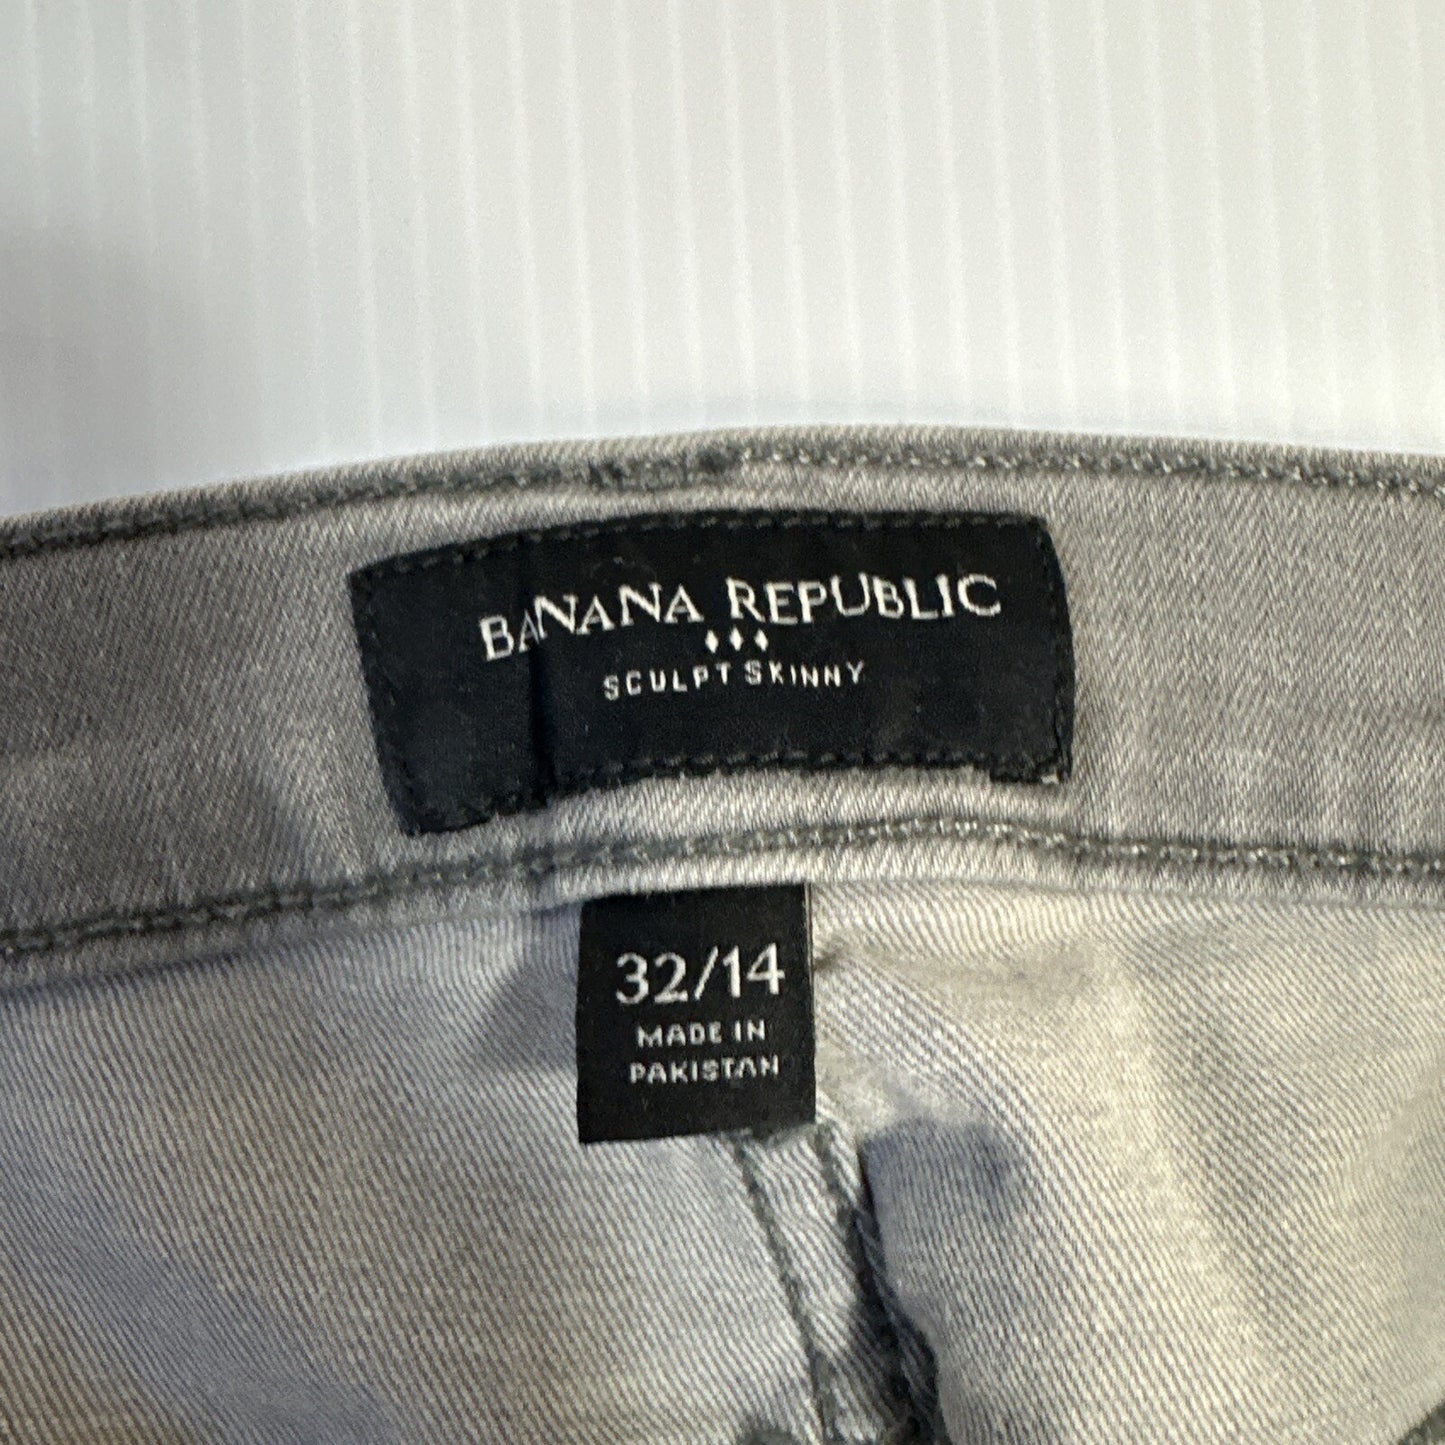 BANANA REPUBLIC
SCULPT SKINNY
32/14
MADE IN
PAKISTAN